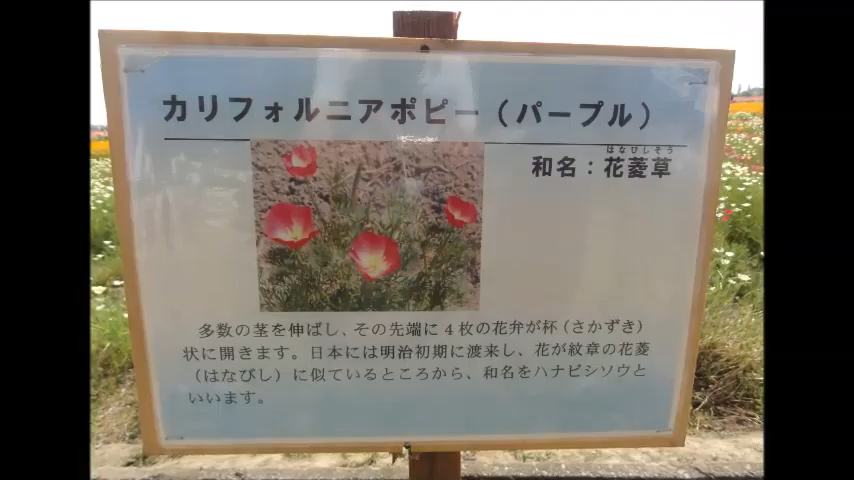 カリフォルニアポピー（パープル）
はなびしそう
和名：花菱草
多数の茎を伸ばし、その先端に４枚の花弁が杯（さかずき）
状に開きます。日本には明治初期に渡来し、花が紋章の花菱
（はなびし）に似ているところから、和名をハナビシソウと
いいます。